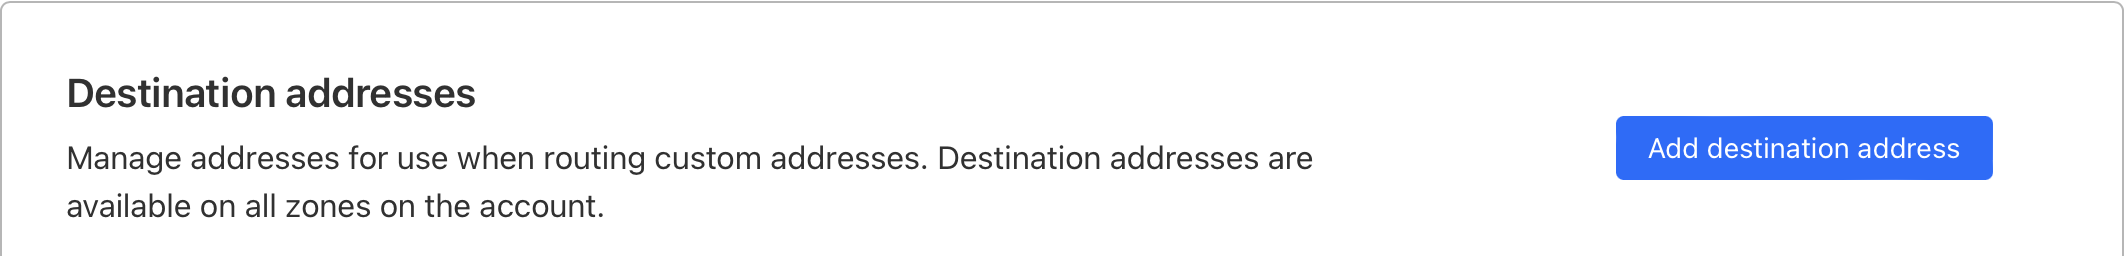 Destination addresses
Manage addresses for use when routing custom addresses. Destination addresses are
available on all zones on the account.
Add destination address